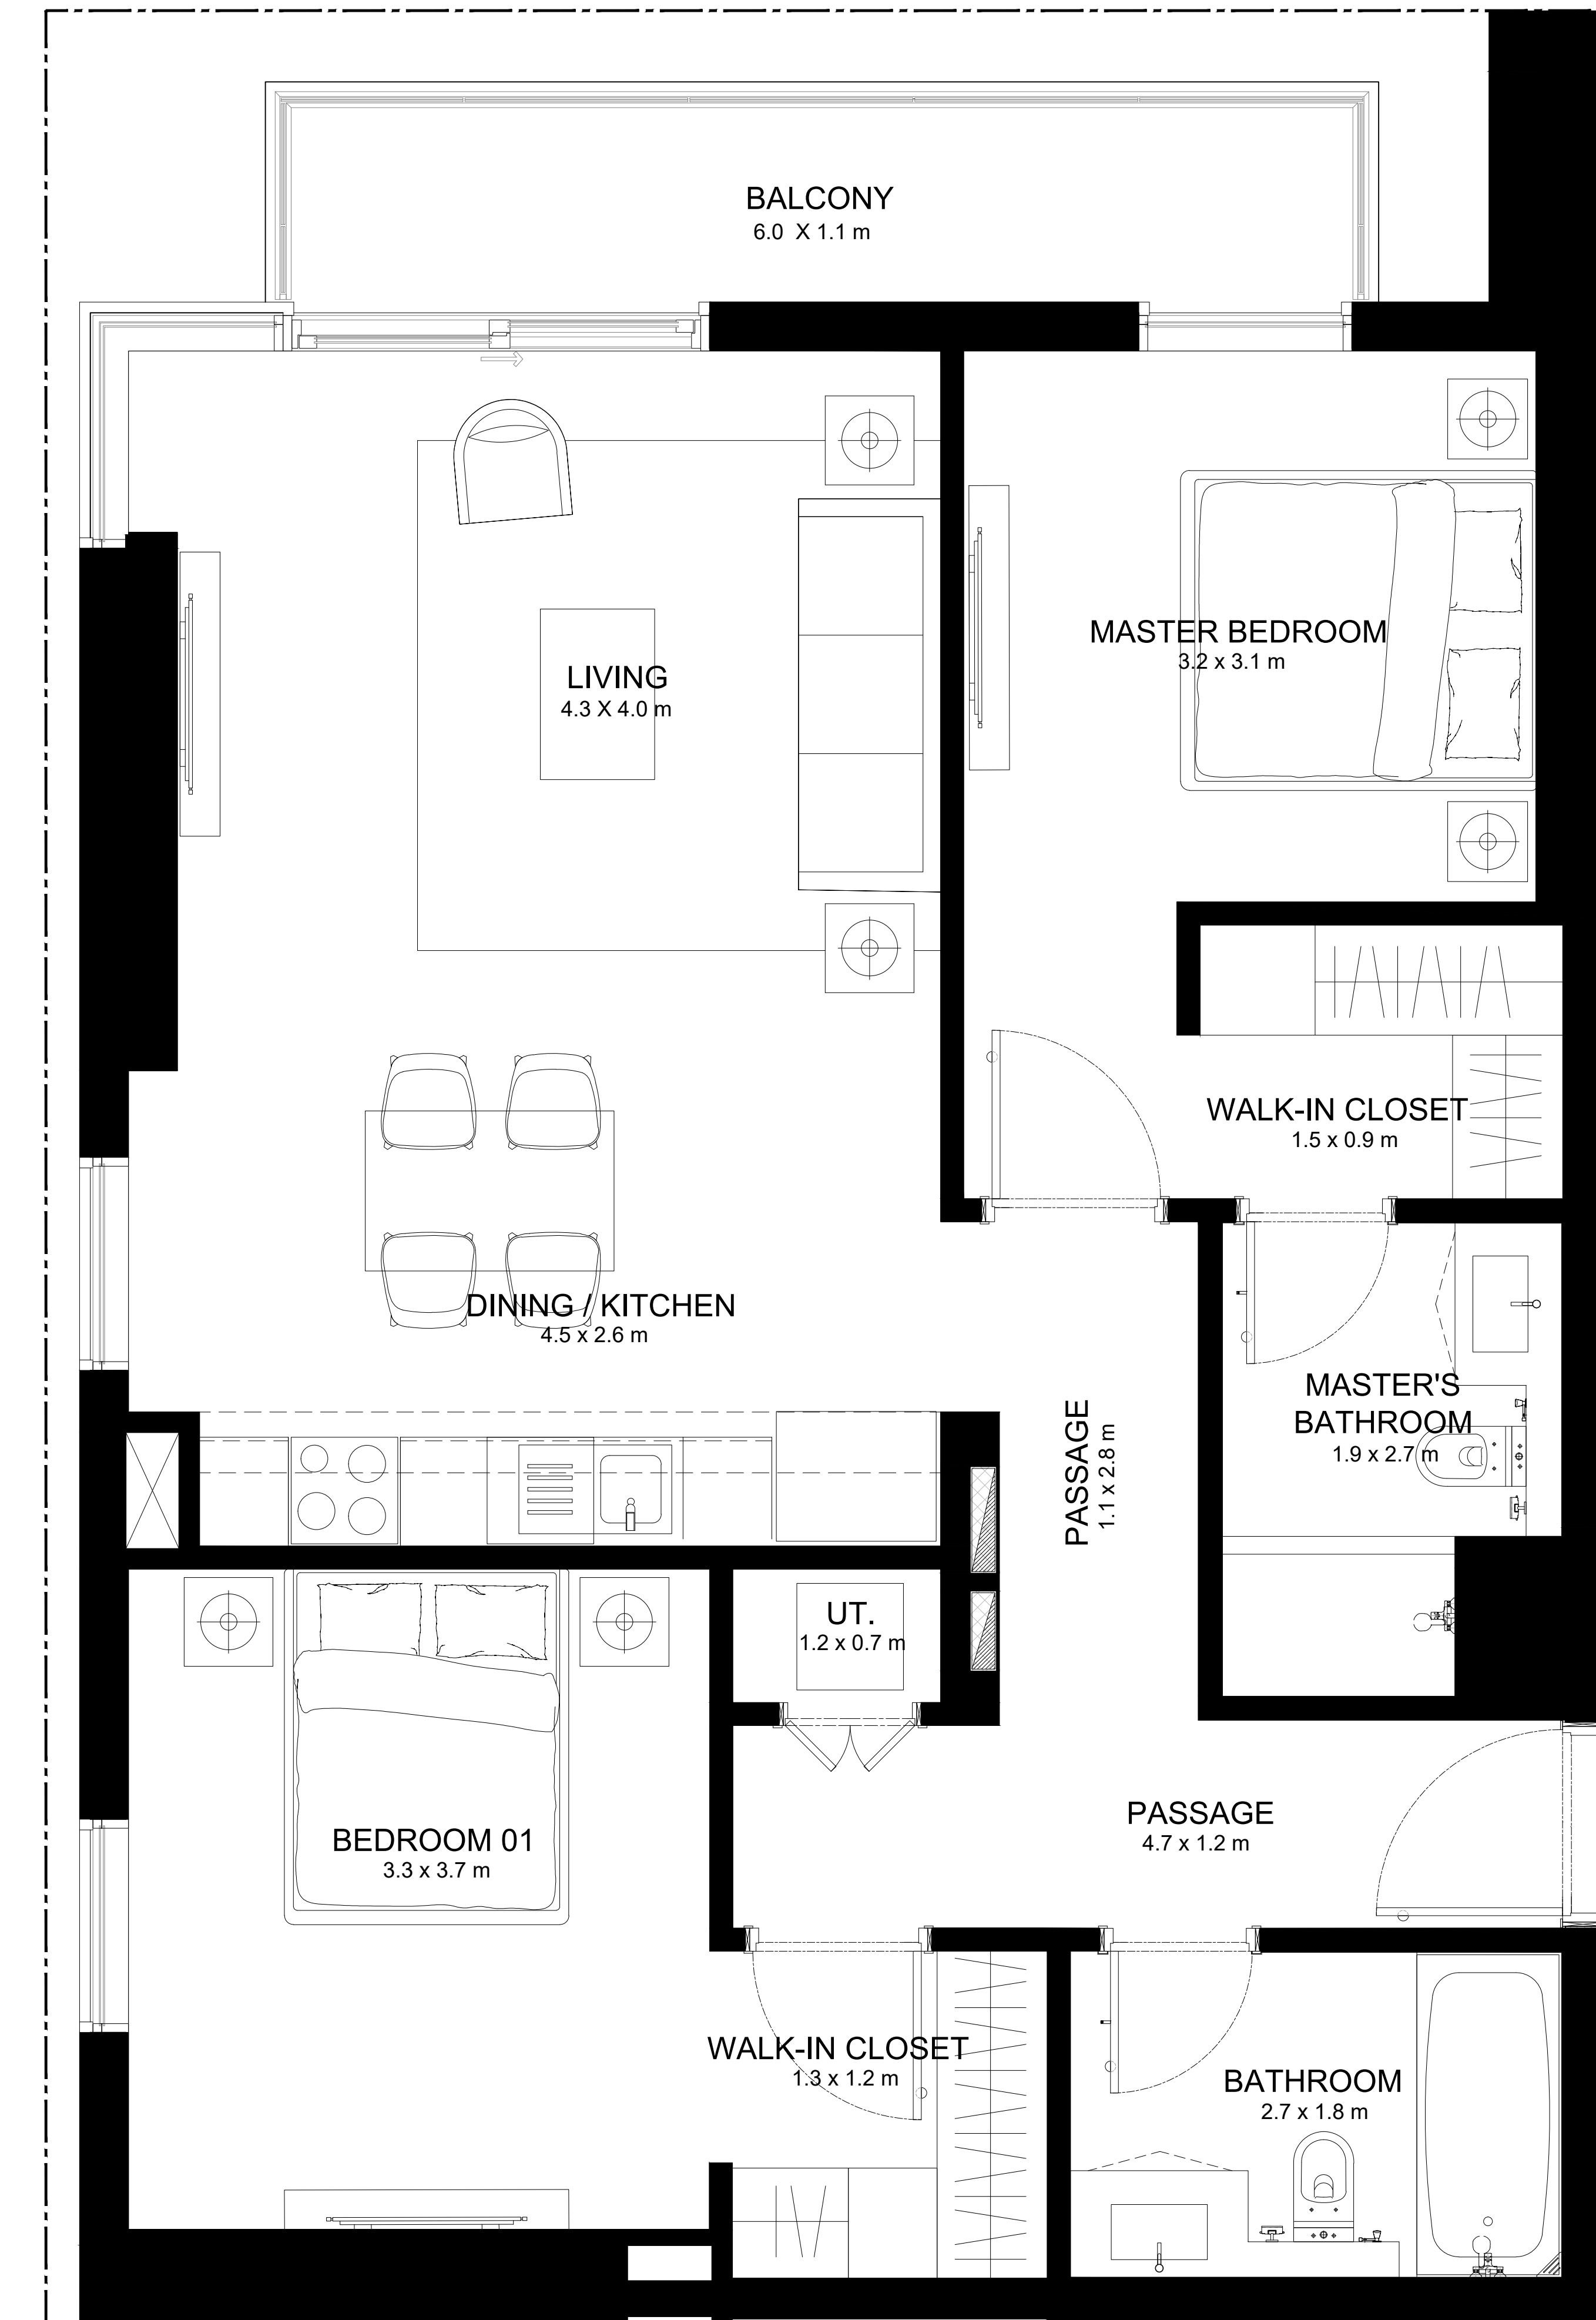 BALCONY
6.0 X 1.1 m
MASTER BEDROOM
3.2 x 3.1 m
LIVING
4.3 X 4.0 m
WALK-IN CLOSET
1.5 x 0.9 m
DINING / KITCHEN
4.5 x 2.6 m
MASTER'S
BATHROOM
1.9 x 2.7 m
PASSAGE
1.1 x 2.8 m
UT.
1.2 x 0.7 m
PASSAGE
4.7 x 1.2 m
BEDROOM 01
3.3 x 3.7 m
WALK-IN CLOSET
1.3 x 1.2 m
BATHROOM
2.7 x 1.8 m